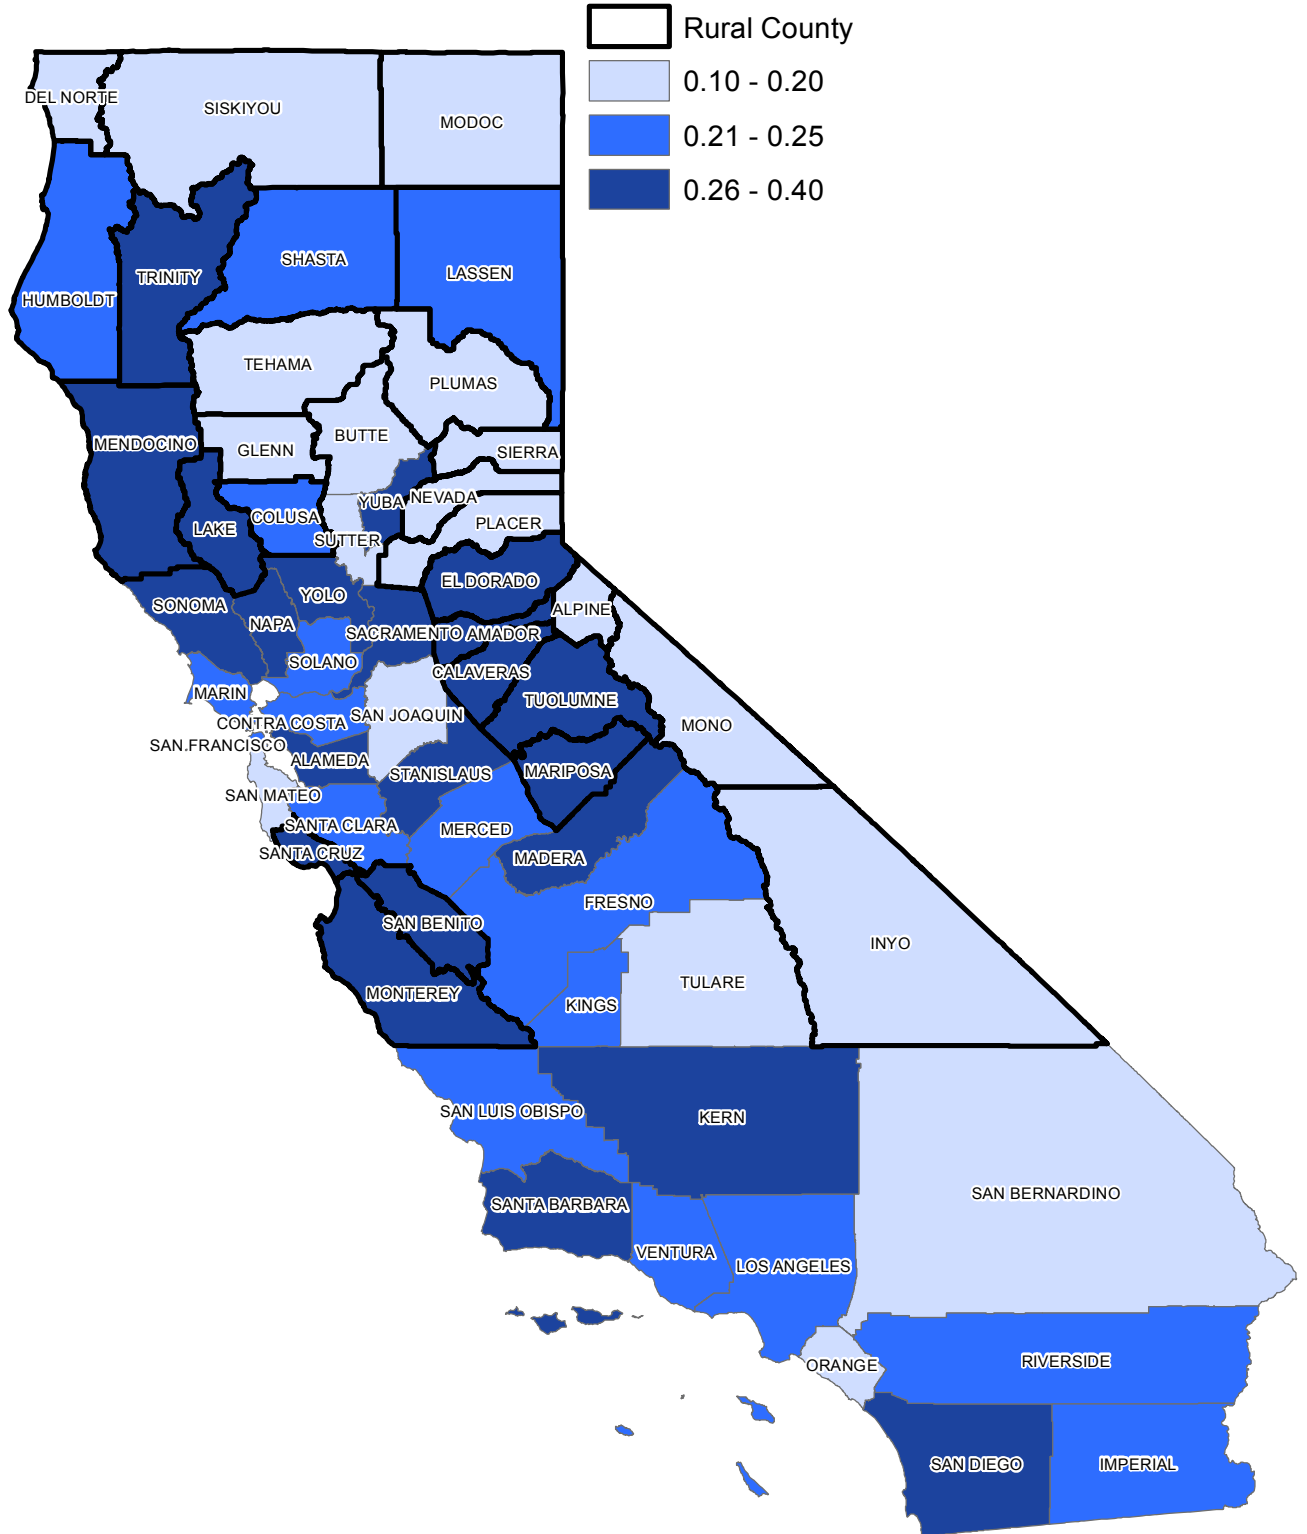 Rural County
0.10 - 0.20
0.21 - 0.25
0.26 - 0.40
DEL NORTE
SISKIYOU
MODOC
HUMBOLDT
TRINITY
SHASTA
LASSEN
TEHAMA
PLUMAS
MENDOCINO
GLENN
BUTTE
SIERRA
LAKE
COLUSA
SUTTER
YUBA
NEVADA
PLACER
EL DORADO
SONOMA
NAPA
YOLO
SACRAMENTO
AMADOR
ALPINE
SOLANO
MARIN
CALAVERAS
TUOLUMNE
MONO
CONTRA COSTA
SAN JOAQUIN
SAN.FRANCISCO
ALAMEDA
STANISLAUS
MARIPOSA
SAN MATEO
SANTA CLARA
MERCED
SANTA CRUZ
MADERA
FRESNO
SAN BENITO
INYO
MONTEREY
KINGS
TULARE
SAN LUIS OBISPO
KERN
SAN BERNARDINO
SANTA BARBARA
VENTURA
LOS ANGELES
ORANGE
RIVERSIDE
SAN DIEGO
IMPERIAL